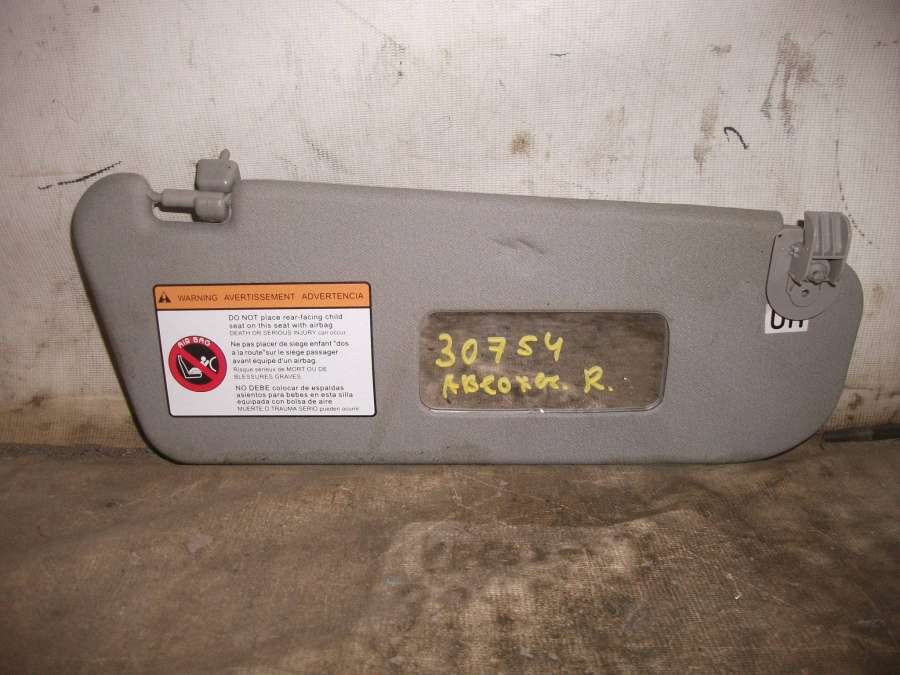 WARNING AVERTISSEMENT ADVERTENCIA
DO NOT place rear-facing child
seat on this seat with airbag
DEATH OR SERIOUS INJURY can occur
AIR BAG
Ne pas placer de siege enfant "dos
a la route"sur le siege passager
avant équipé d'un airbag.
Risque sérieux de MORT OU DE
BLESSURES GRAVES
NO DEBE colocar de espaldas
asientos para bebes en esta silla
equipada con bolsa de aire
MUERTE O TRAUMA SERIO pueden ocurrir
30754
R.